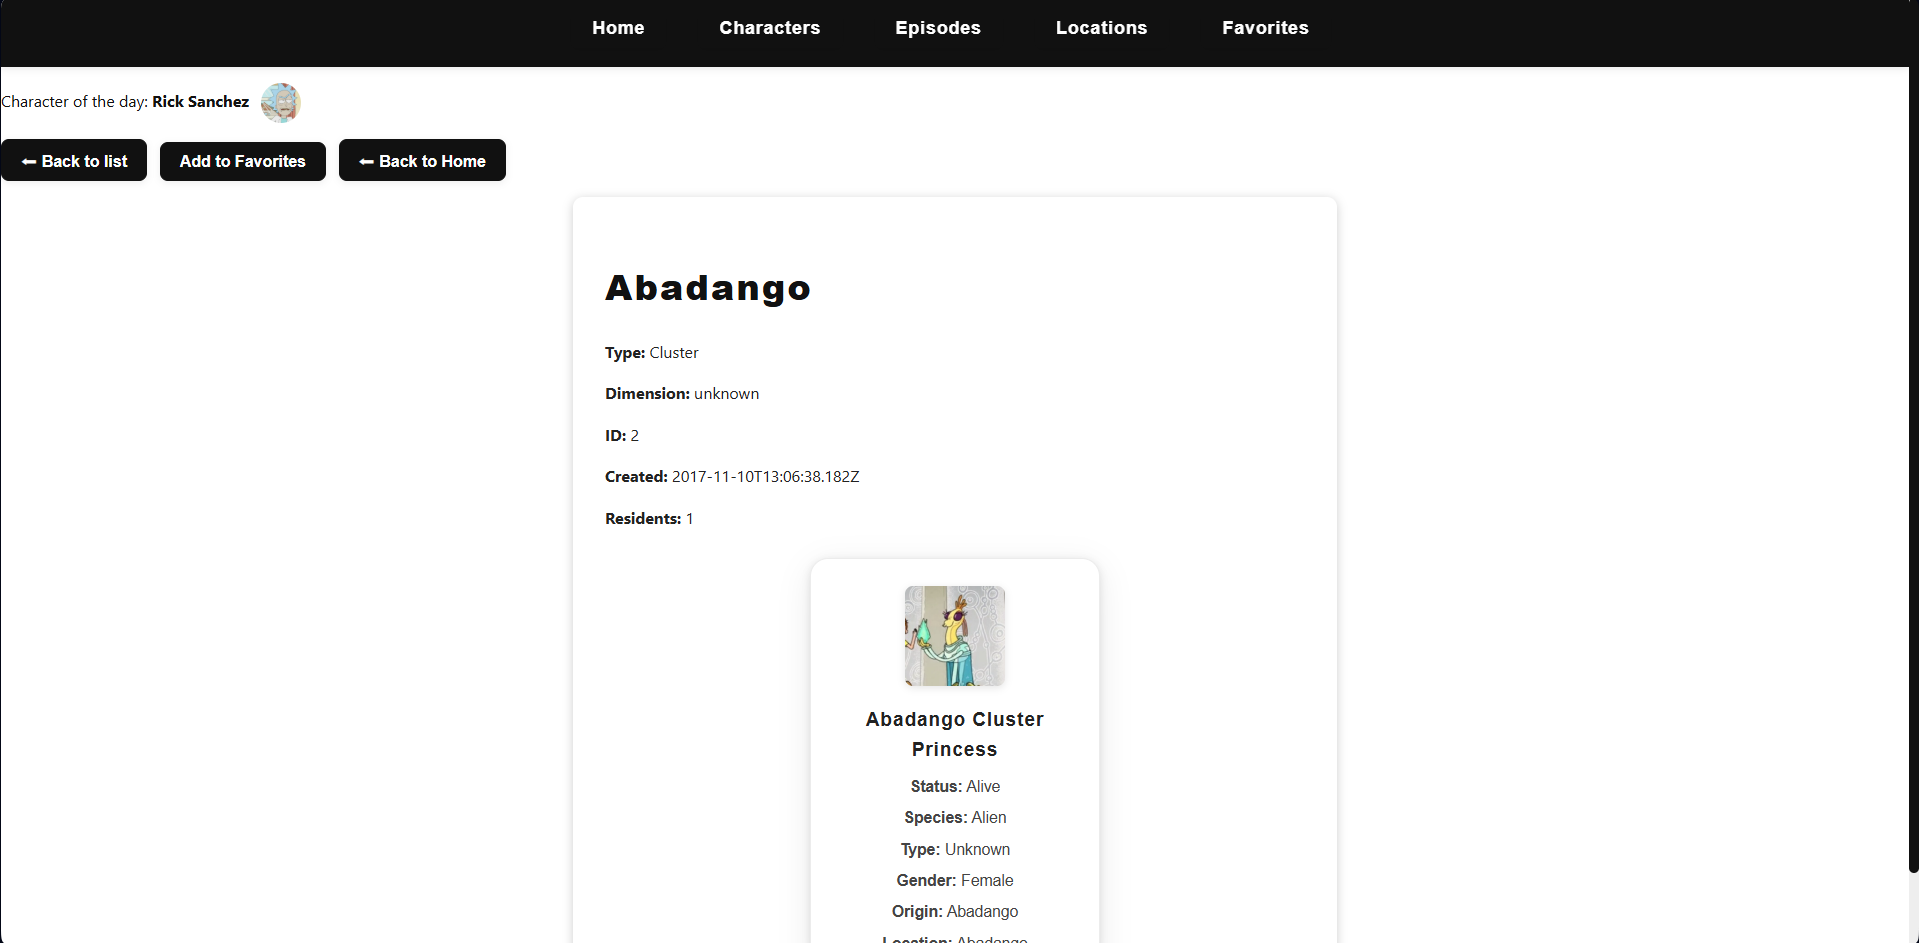 Home Characters Episodes Locations Favorites
Character of the day: Rick Sanchez
← Back to list Add to Favorites ← Back to Home
Abadango
Type: Cluster
Dimension: unknown
ID: 2
Created: 2017-11-10T13:06:38.182Z
Residents: 1
Abadango Cluster
Princess
Status: Alive
Species: Alien
Type: Unknown
Gender: Female
Origin: Abadango
Location: Abadango